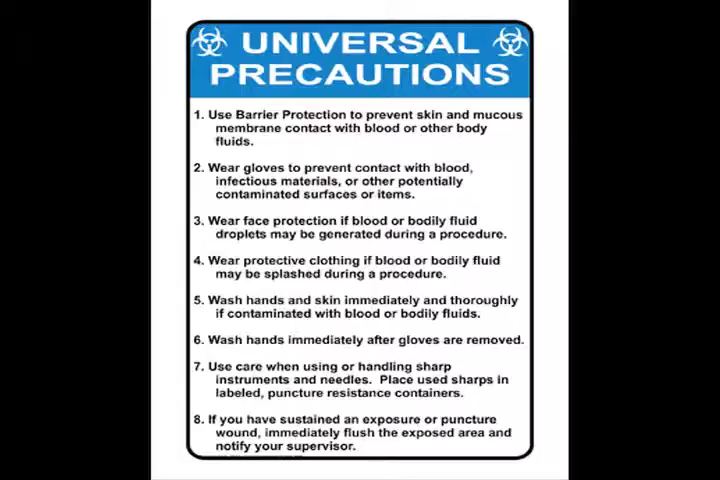 UNIVERSAL
PRECAUTIONS
1. Use Barrier Protection to prevent skin and mucous
membrane contact with blood or other body
fluids.
2. Wear gloves to prevent contact with blood,
infectious materials, or other potentially
contaminated surfaces or items.
3. Wear face protection if blood or bodily fluid
droplets may be generated during a procedure.
4. Wear protective clothing if blood or bodily fluid
may be splashed during a procedure.
5. Wash hands and skin immediately and thoroughly
if contaminated with blood or bodily fluids.
6. Wash hands immediately after gloves are removed.
7. Use care when using or handling sharp
instruments and needles. Place used sharps in
labeled, puncture resistance containers.
8. If you have sustained an exposure or puncture
wound, immediately flush the exposed area and
notify your supervisor.